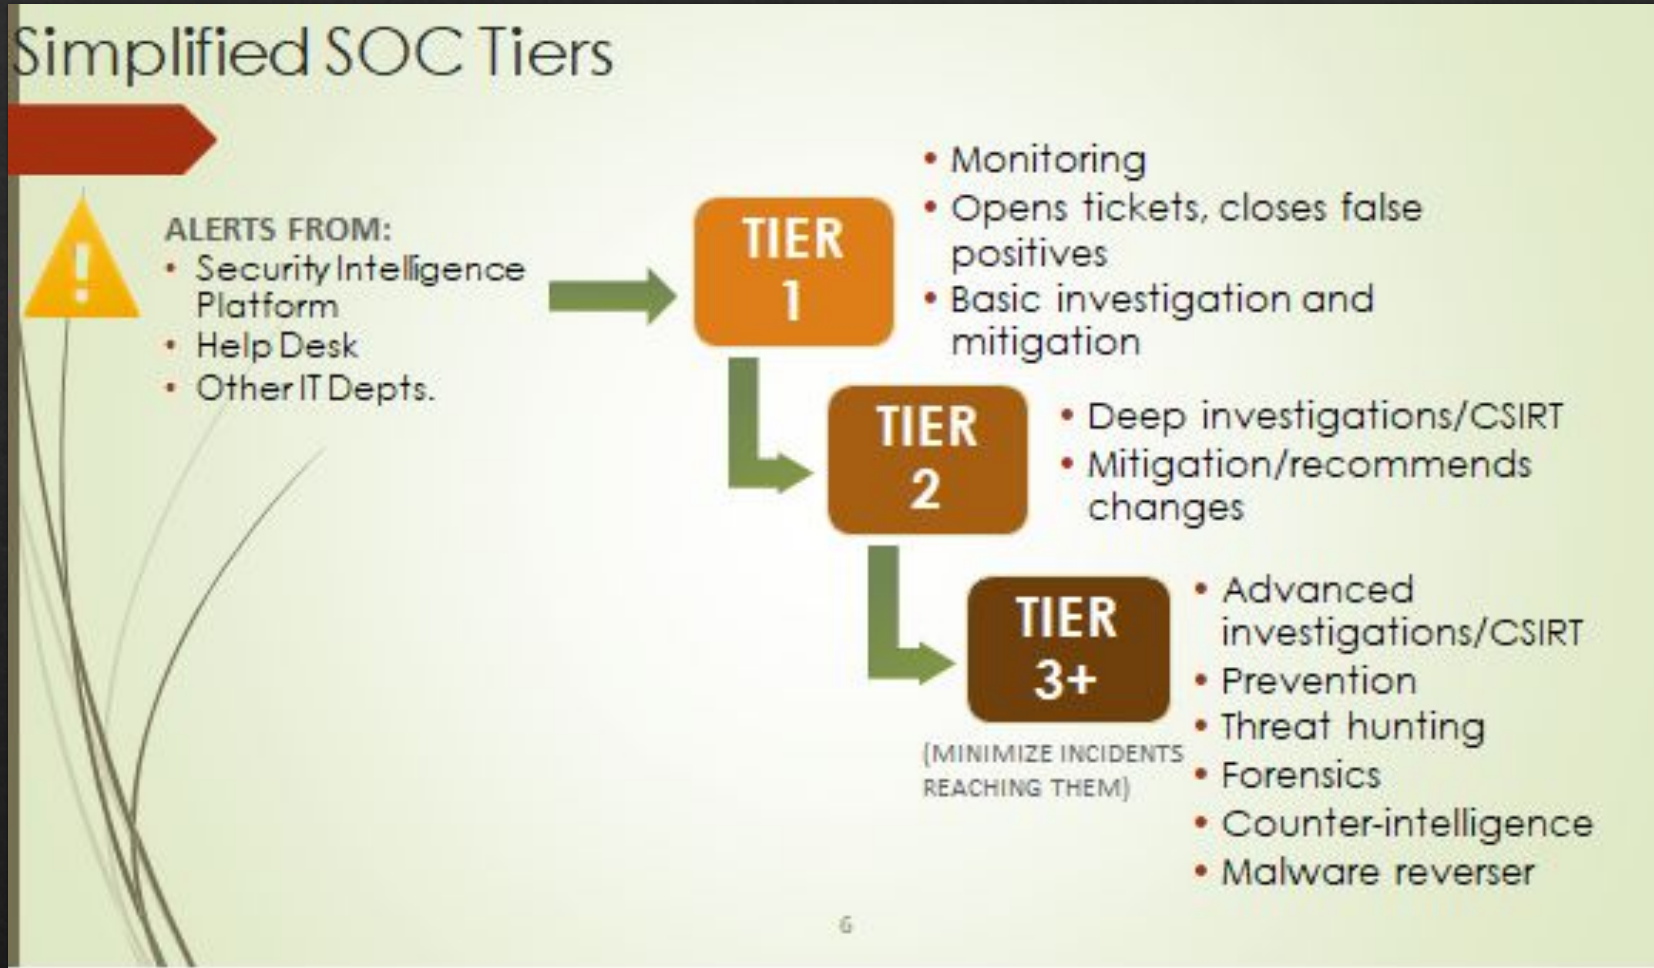 Simplified SOC Tiers
!
ALERTS FROM:
• Security Intelligence
Platform
• Help Desk
• Other IT Depts.
TIER
1
• Monitoring
• Opens tickets, closes false
positives
• Basic investigation and
mitigation
TIER
2
• Deep investigations/CSIRT
• Mitigation/recommends
changes
TIER
3+
(MINIMIZE INCIDENTS
REACHING THEM)
• Advanced
investigations/CSIRT
• Prevention
• Threat hunting
• Forensics
• Counter-intelligence
• Malware reverser
6